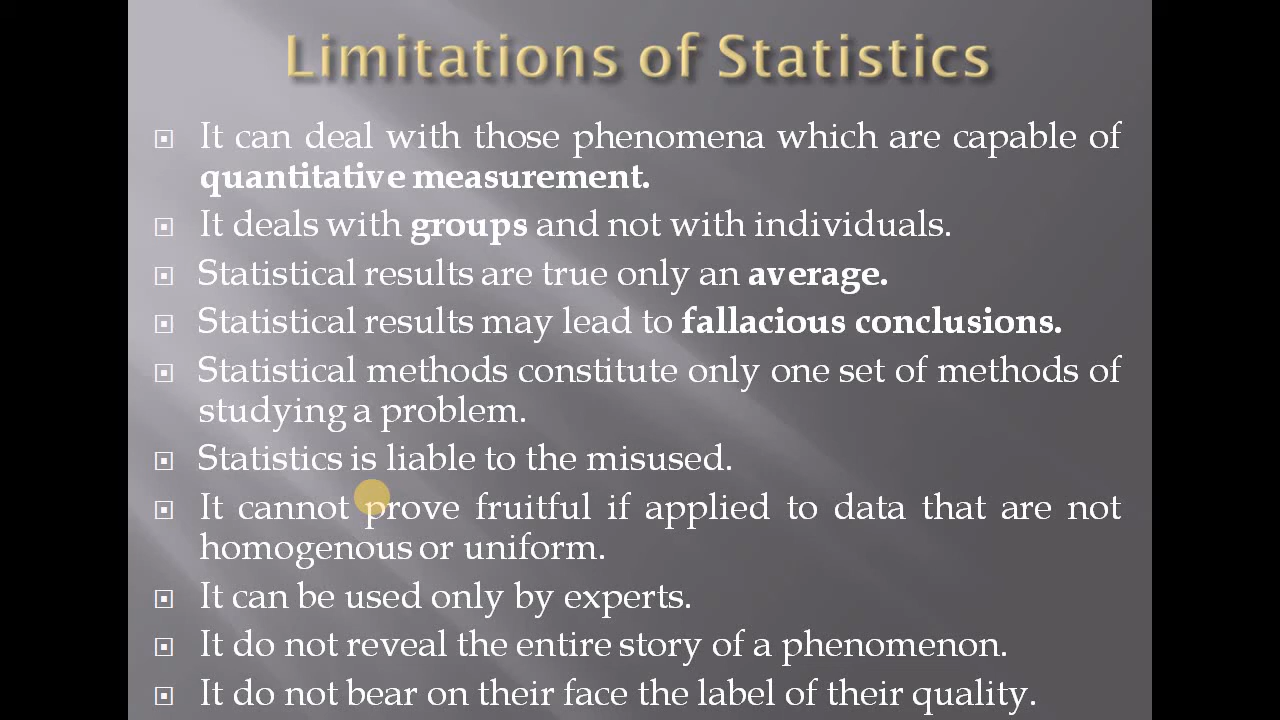 Limitations of Statistics
It can deal with those phenomena which are capable of
quantitative measurement.
It deals with groups and not with individuals.
Statistical results are true only an average.
Statistical results may lead to fallacious conclusions.
Statistical methods constitute only one set of methods of
studying a problem.
Statistics is liable to the misused.
It cannot prove fruitful if applied to data that are not
homogenous or uniform.
It can be used only by experts.
It do not reveal the entire story of a phenomenon.
It do not bear on their face the label of their quality.